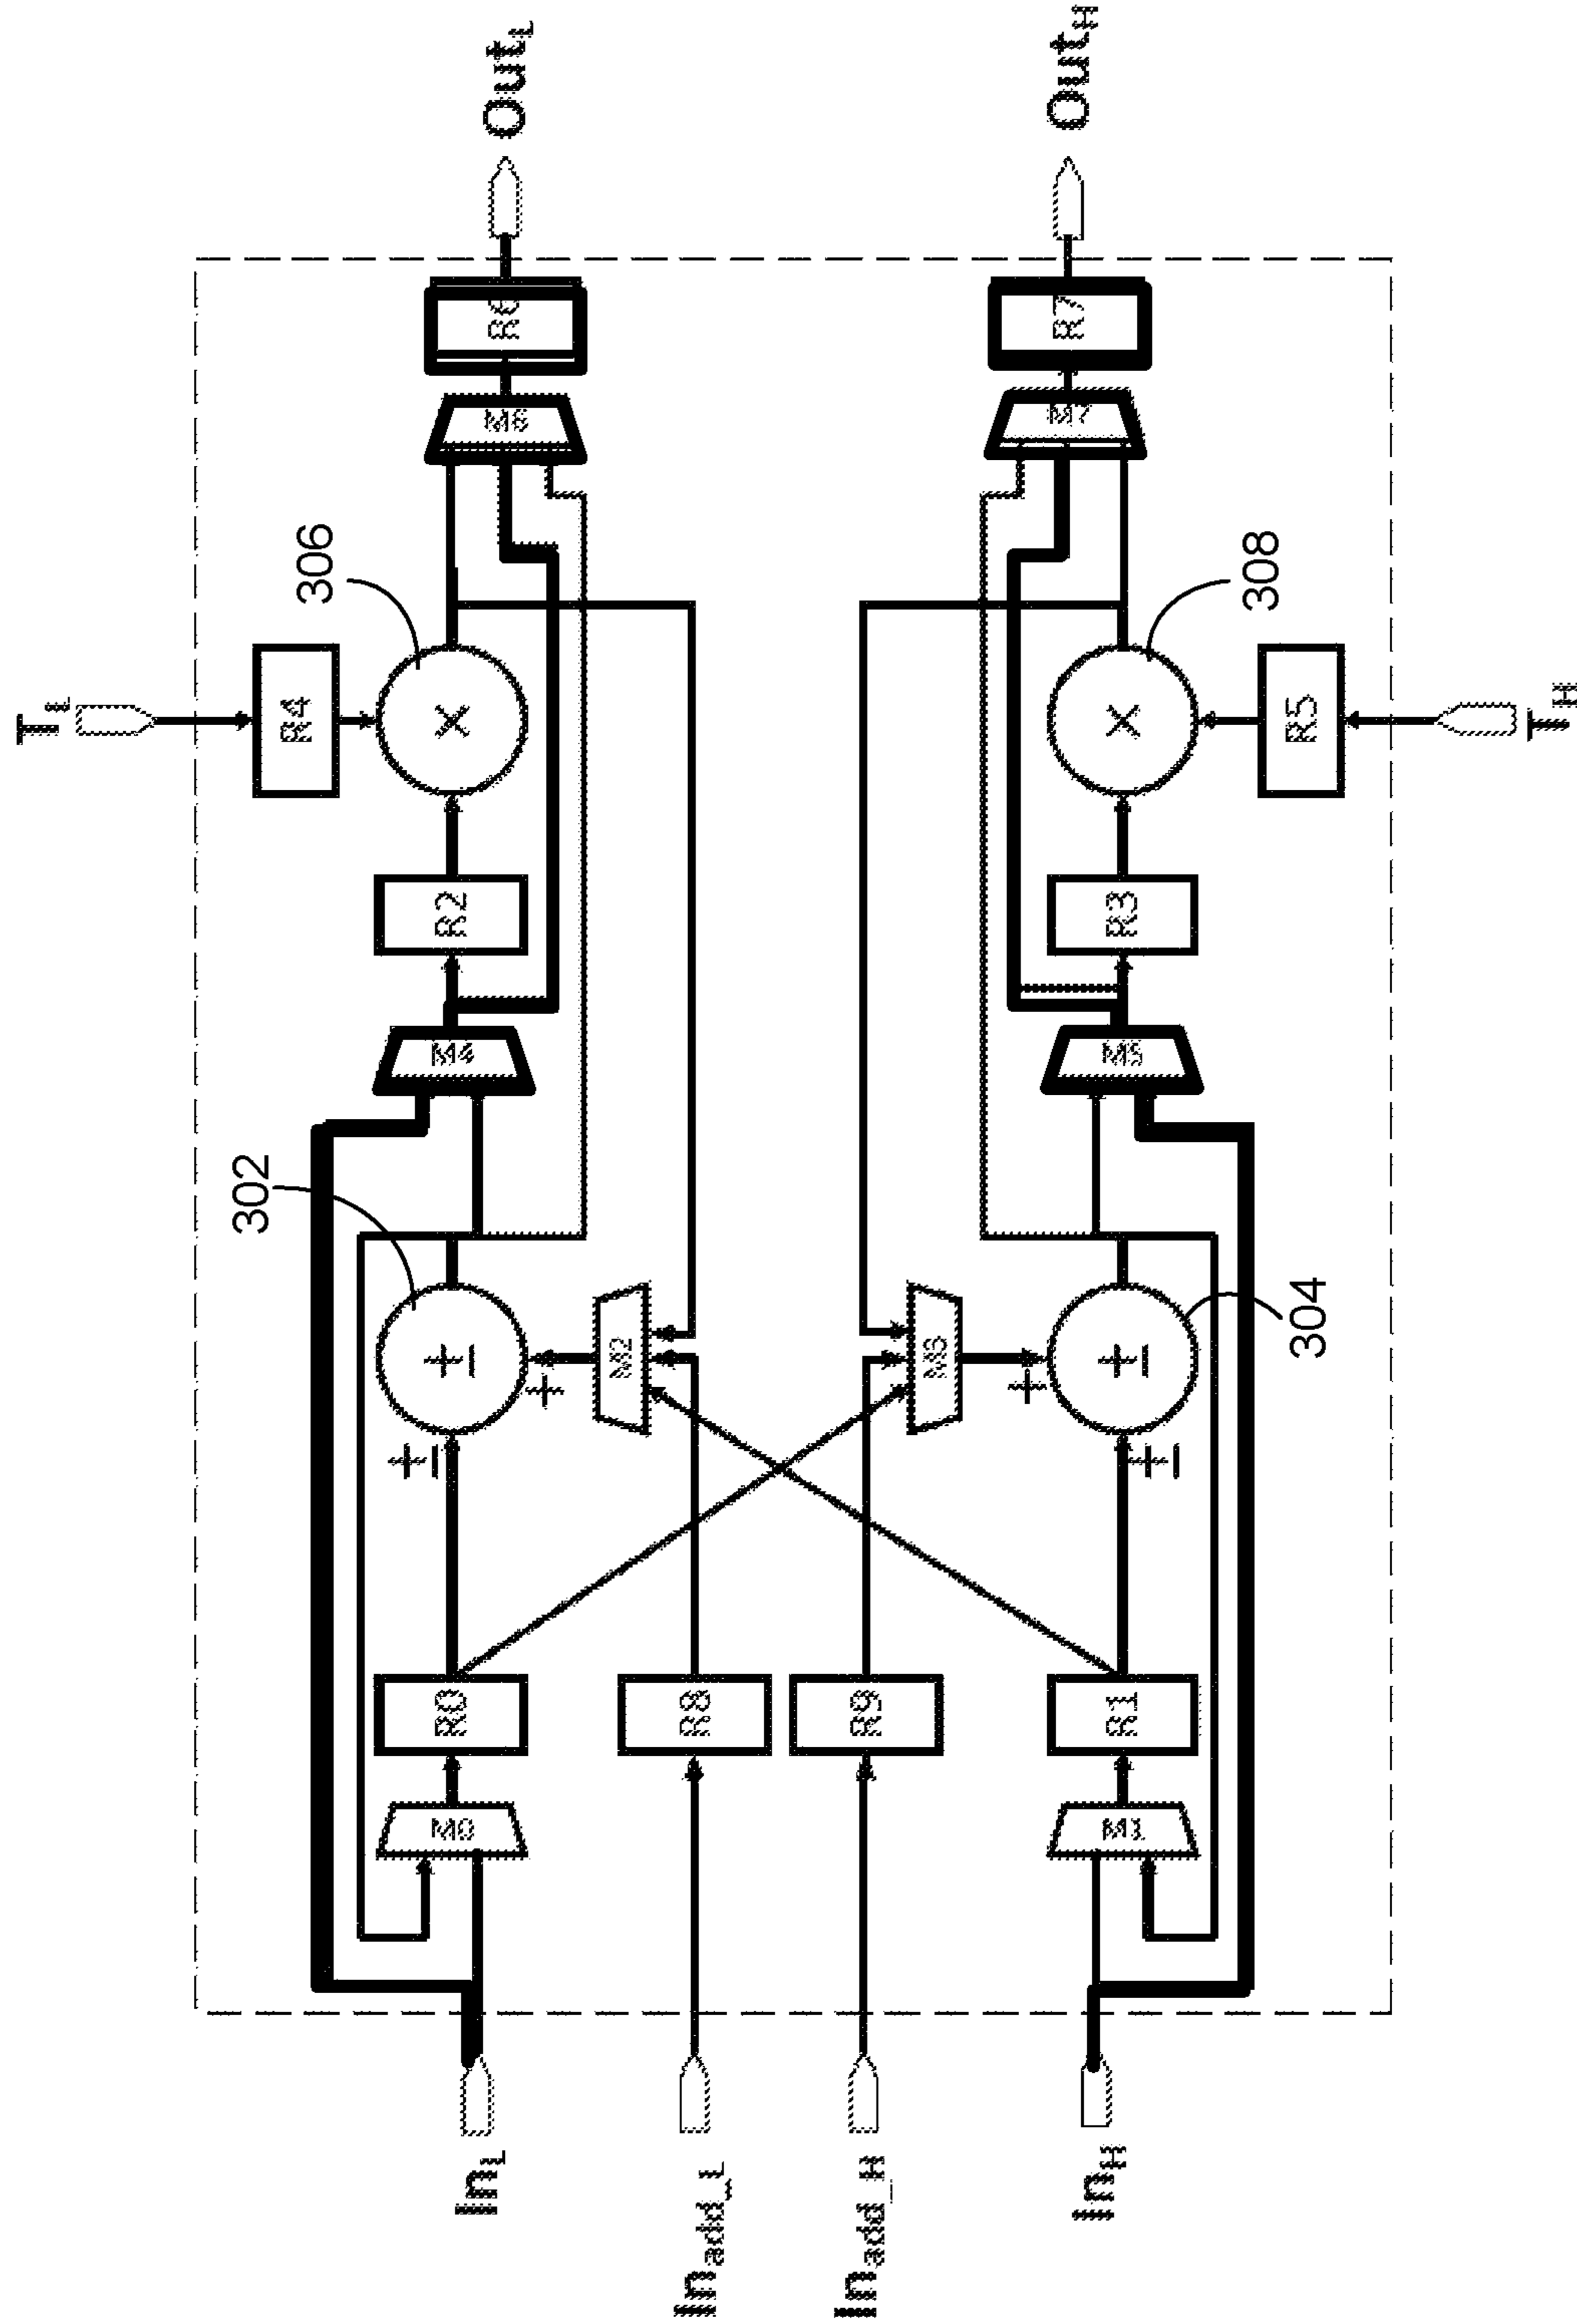 T_L
Out_L
Out_H
R4
306
R6
M6
R7
M7
×
×
308
R5
T_H
R2
R3
M4
M5
302
±
±
+
M2
M3
+
±
±
304
R0
R8
R9
R1
M0
M1
In_L
In_add_L
In_add_H
In_H